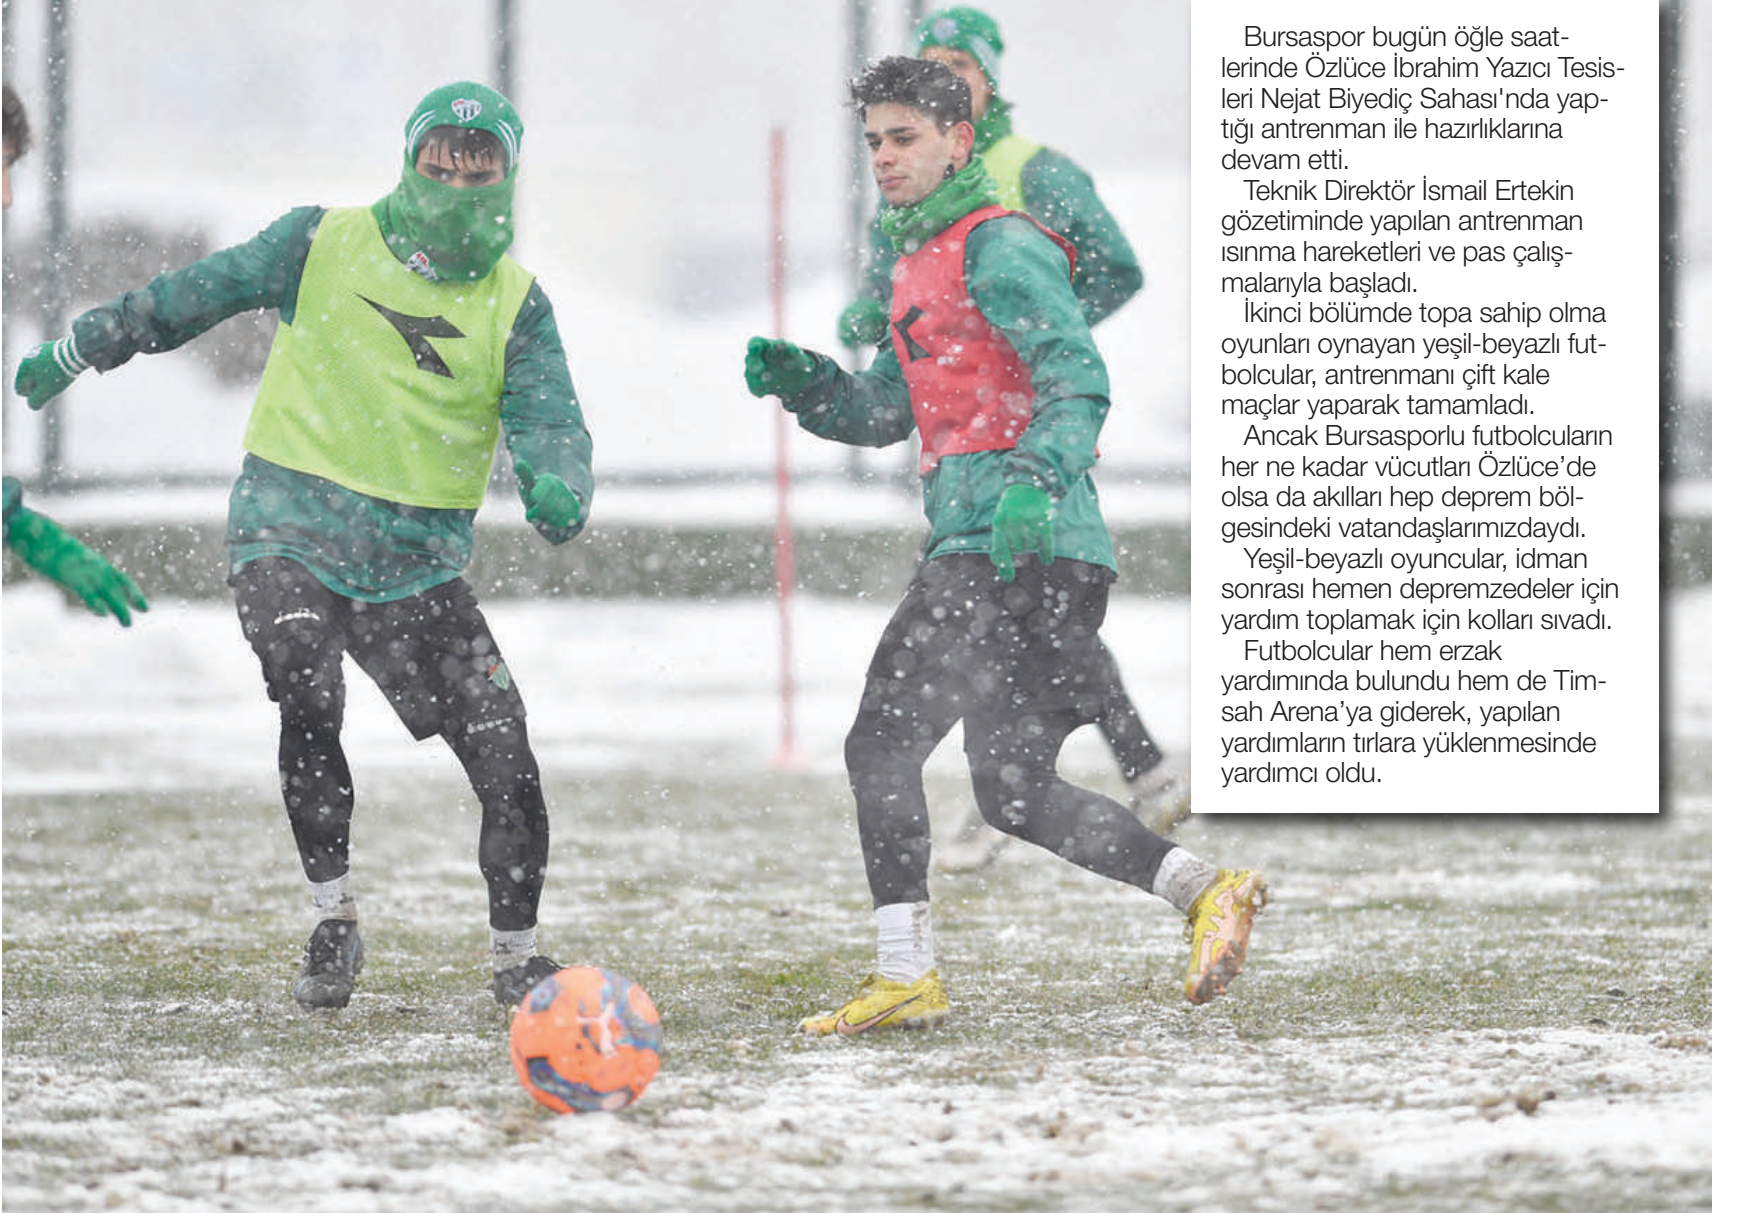 Bursaspor bugün öğle saat-
lerinde Özlüce İbrahim Yazıcı Tesis-
leri Nejat Biyediç Sahası'nda yap-
tığı antrenman ile hazırlıklarına
devam etti.
Teknik Direktör İsmail Ertekin
gözetiminde yapılan antrenman
ısınma hareketleri ve pas çalış-
malarıyla başladı.
İkinci bölümde topa sahip olma
oyunları oynayan yeşil-beyazlı fut-
bolcular, antrenmanı çift kale
maçlar yaparak tamamladı.
Ancak Bursasporlu futbolcuların
her ne kadar vücutları Özlüce’de
olsa da akılları hep deprem böl-
gesindeki vatandaşlarımızdaydı.
Yeşil-beyazlı oyuncular, idman
sonrası hemen depremzedeler için
yardım toplamak için kolları sıvadı.
Futbolcular hem erzak
yardımında bulundu hem de Tim-
sah Arena’ya giderek, yapılan
yardımların tırlara yüklenmesinde
yardımcı oldu.